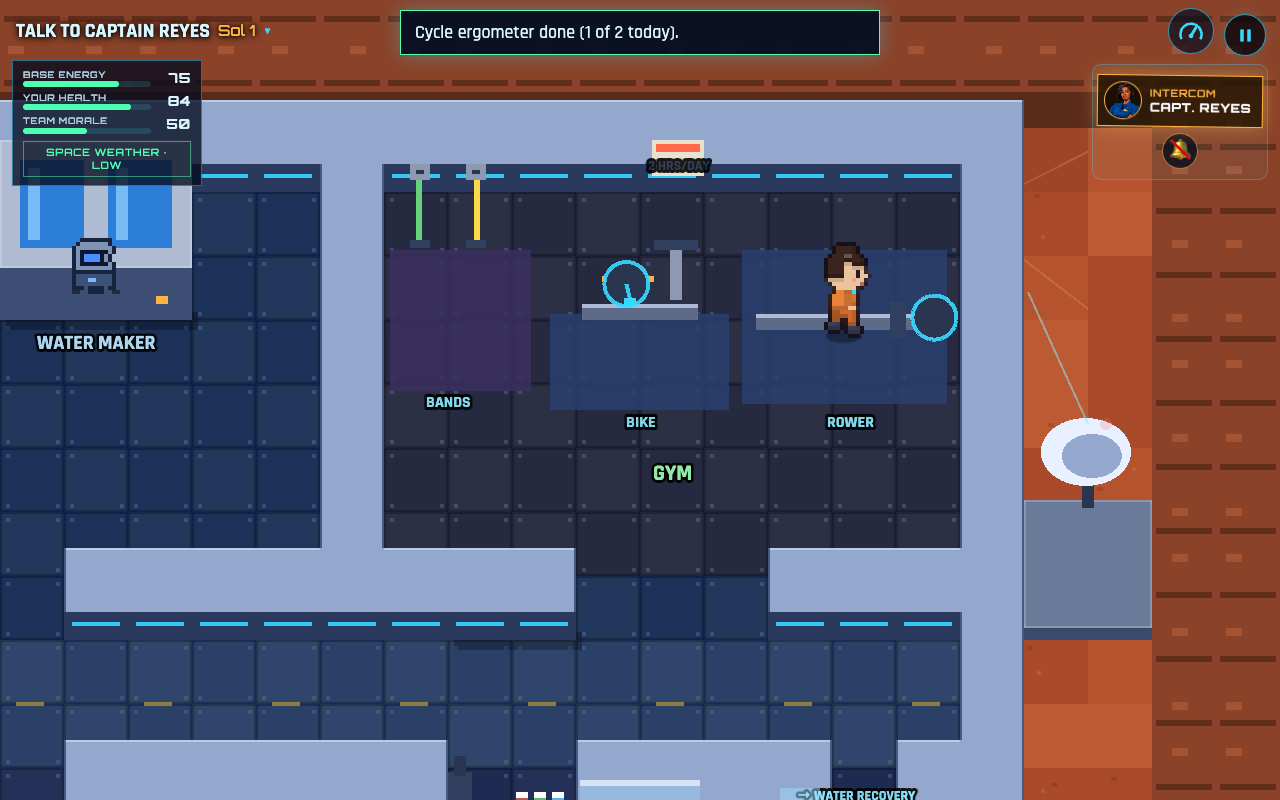 TALK TO CAPTAIN REYES Sol 1
Cycle ergometer done (1 of 2 today).
BASE ENERGY 75
YOUR HEALTH 84
TEAM MORALE 50
SPACE WEATHER · LOW
INTERCOM
CAPT. REYES
2 HRS/DAY
WATER MAKER
BANDS
BIKE
ROWER
GYM
WATER RECOVERY